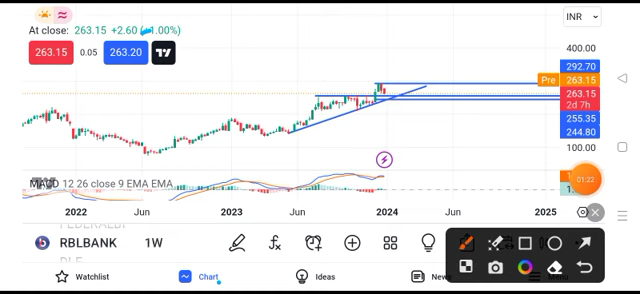 At close: 263.15 +2.60 (1.00%)
INR
263.15 0.05 263.20
400.00
292.70
Pre 263.15
263.15
2d 7h
255.35
244.80
100.00
MACD 12 26 close 9 EMA EMA
01:22
2022 Jun 2023 Jun 2024 Jun 2025
RBLBANK 1W
Watchlist Chart Ideas News Menu